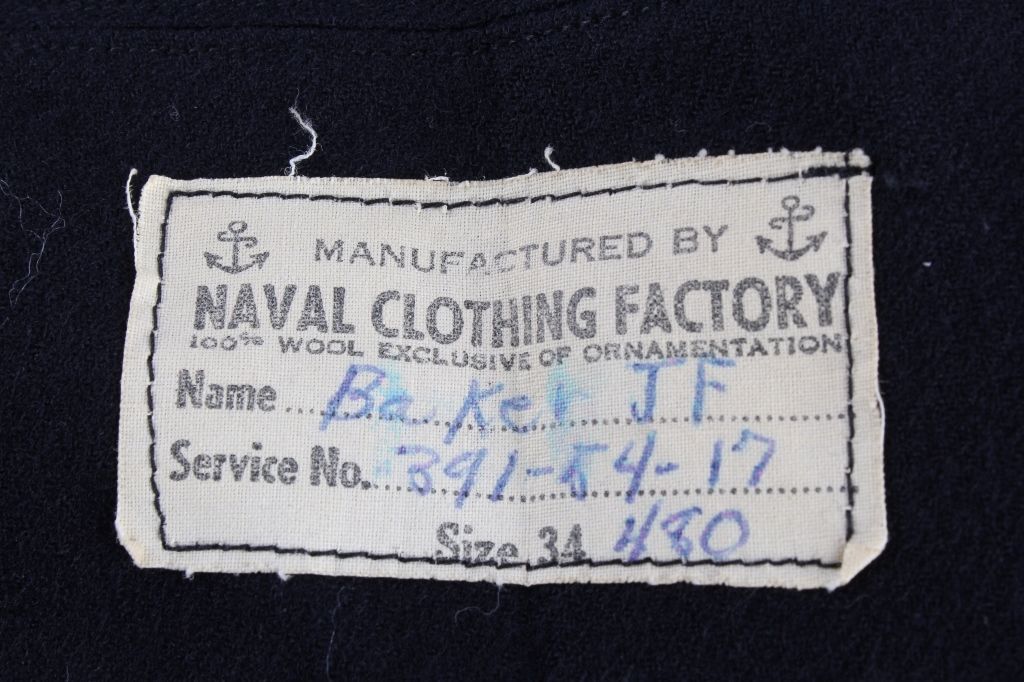 MANUFACTURED BY
NAVAL CLOTHING FACTORY
100% WOOL EXCLUSIVE OF ORNAMENTATION
Name .. Baker JF
Service No. 391-54-17
Size 34 480